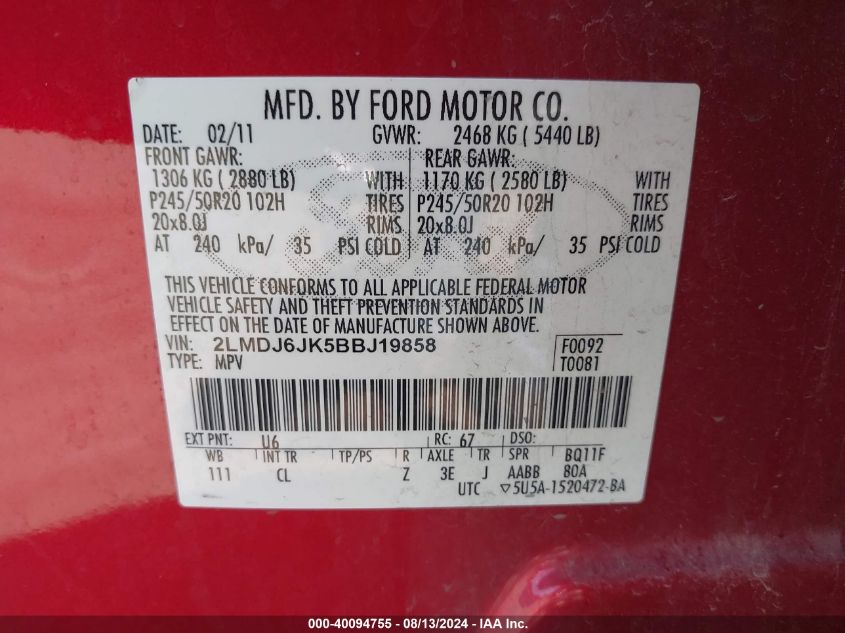 MFD. BY FORD MOTOR CO.
DATE: 02/11 GVWR: 2468 KG ( 5440 LB)
FRONT GAWR: REAR GAWR:
1306 KG ( 2880 LB) WITH 1170 KG ( 2580 LB) WITH
P245/50R20 102H TIRES P245/50R20 102H TIRES
20x8.0J RIMS 20x8.0J RIMS
AT 240 kPa/ 35 PSI COLD AT 240 kPa/ 35 PSI COLD
THIS VEHICLE CONFORMS TO ALL APPLICABLE FEDERAL MOTOR
VEHICLE SAFETY AND THEFT PREVENTION STANDARDS IN
EFFECT ON THE DATE OF MANUFACTURE SHOWN ABOVE.
VIN: 2LMDJ6JK5BBJ19858 F0092
TYPE: MPV T0081
EXT PNT: U6 RC: 67 DSO:
WB INT TR TP/PS R AXLE TR SPR BQ11F
111 CL Z 3E J AABB 80A
UTC ▽5U5A-1520472-BA
000-40094755 - 08/13/2024 - IAA Inc.